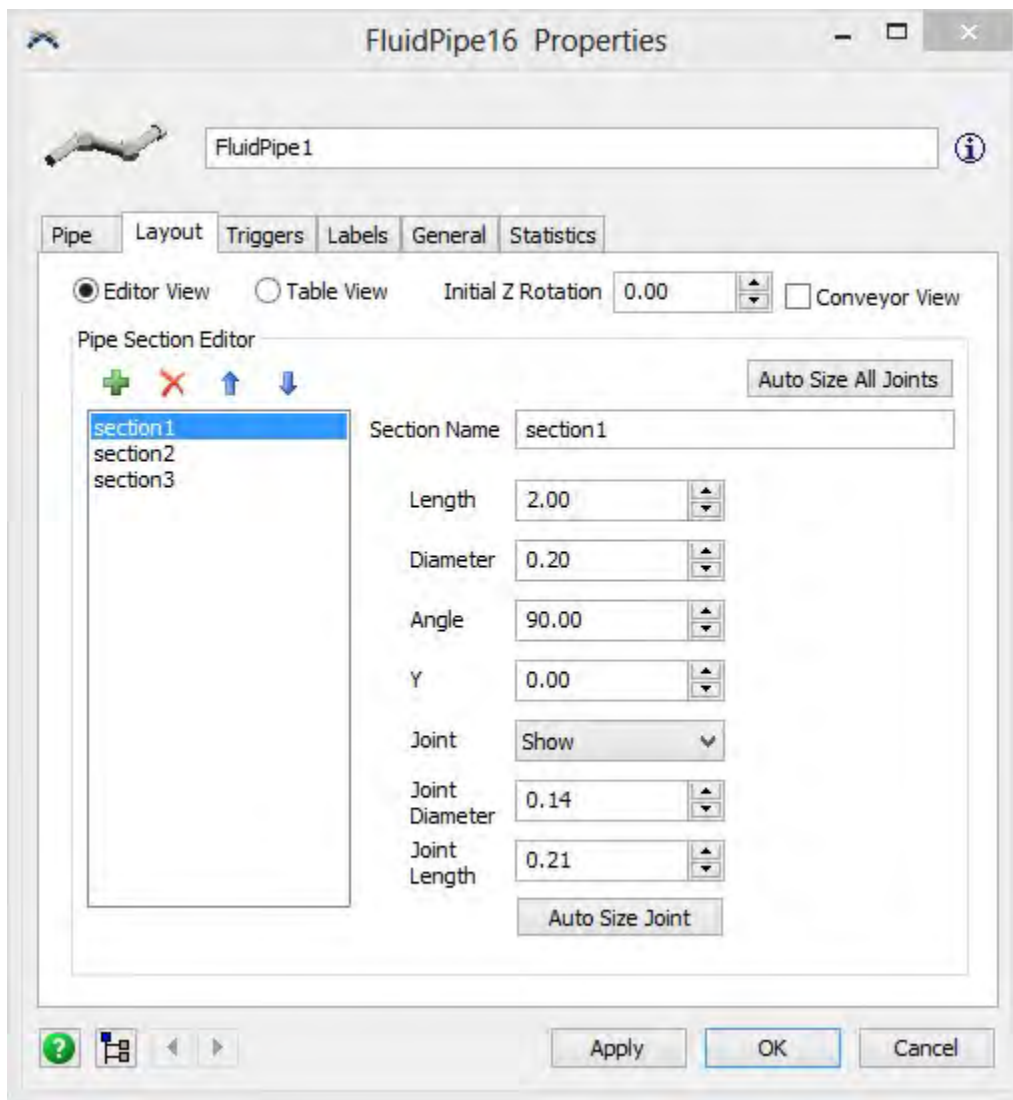 FluidPipe16 Properties
FluidPipe1
Pipe Layout Triggers Labels General Statistics
Editor View Table View Initial Z Rotation 0.00 Conveyor View
Pipe Section Editor
Auto Size All Joints
section1
section2
section3
Section Name section1
Length 2.00
Diameter 0.20
Angle 90.00
Y 0.00
Joint Show
Joint
Diameter 0.14
Joint
Length 0.21
Auto Size Joint
Apply OK Cancel